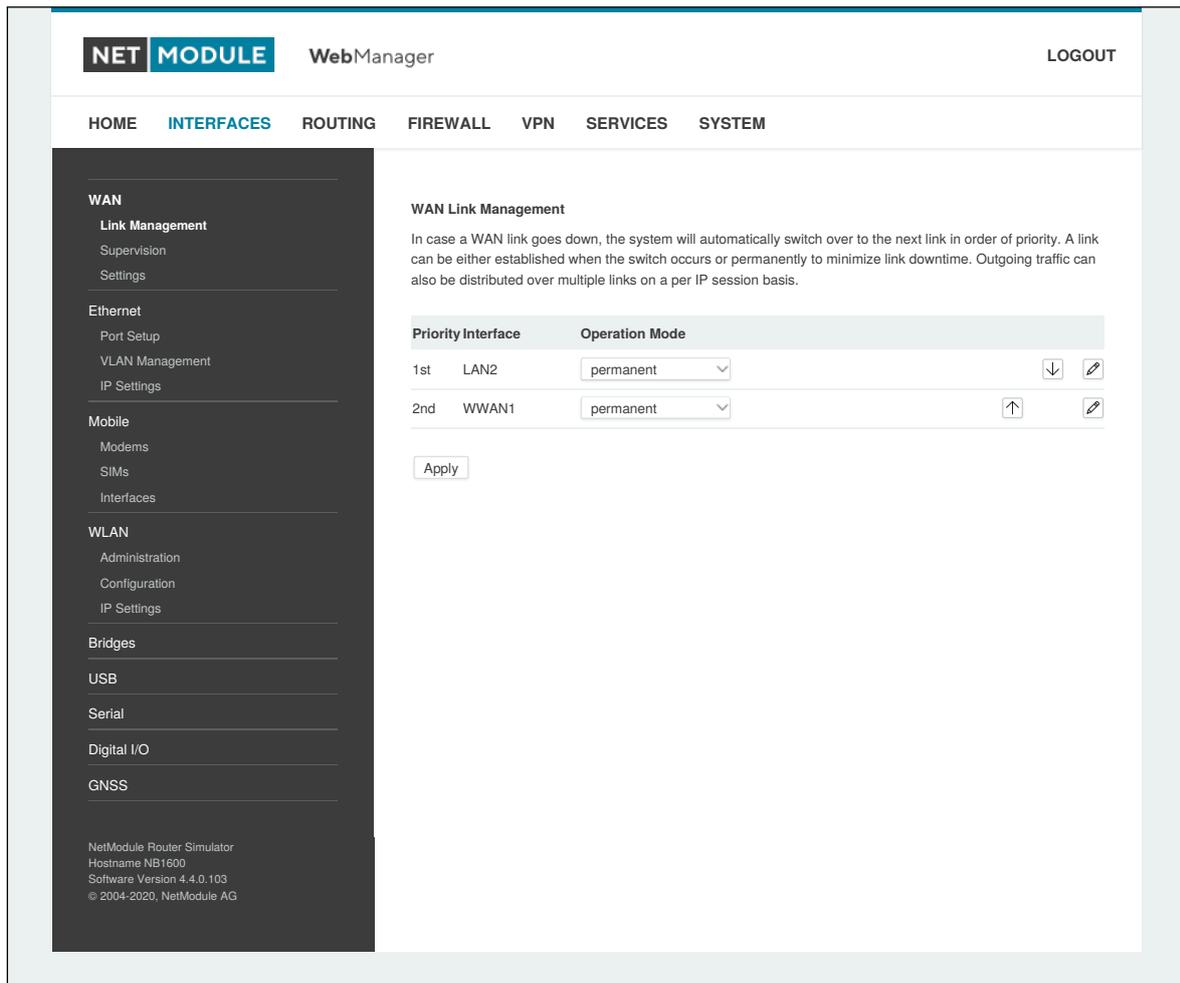 NET MODULE WebManager LOGOUT
HOME INTERFACES ROUTING FIREWALL VPN SERVICES SYSTEM
WAN
Link Management
Supervision
Settings
Ethernet
Port Setup
VLAN Management
IP Settings
Mobile
Modems
SIMs
Interfaces
WLAN
Administration
Configuration
IP Settings
Bridges
USB
Serial
Digital I/O
GNSS
NetModule Router Simulator
Hostname NB1600
Software Version 4.4.0.103
© 2004-2020, NetModule AG
WAN Link Management
In case a WAN link goes down, the system will automatically switch over to the next link in order of priority. A link
can be either established when the switch occurs or permanently to minimize link downtime. Outgoing traffic can
also be distributed over multiple links on a per IP session basis.
Priority Interface Operation Mode
1st LAN2 permanent
2nd WWAN1 permanent
Apply